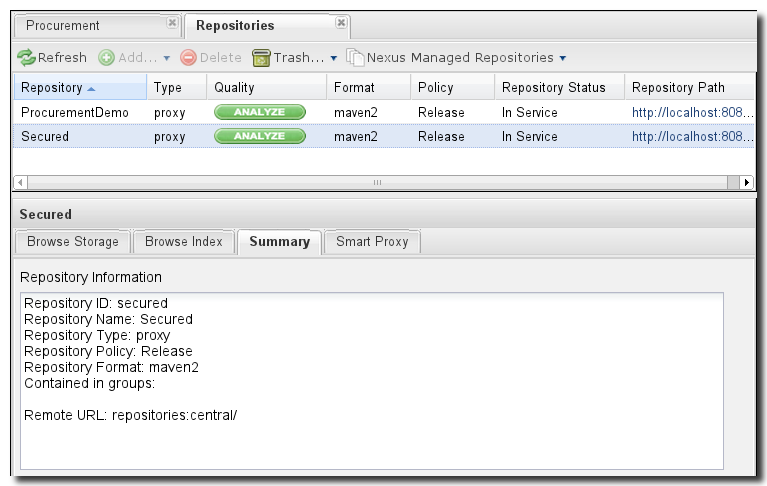 Procurement Repositories
Refresh Add... Delete Trash... Nexus Managed Repositories
Repository Type Quality Format Policy Repository Status Repository Path
ProcurementDemo proxy ANALYZE maven2 Release In Service http://localhost:808...
Secured proxy ANALYZE maven2 Release In Service http://localhost:808...
Secured
Browse Storage Browse Index Summary Smart Proxy
Repository Information
Repository ID: secured
Repository Name: Secured
Repository Type: proxy
Repository Policy: Release
Repository Format: maven2
Contained in groups:
Remote URL: repositories:central/